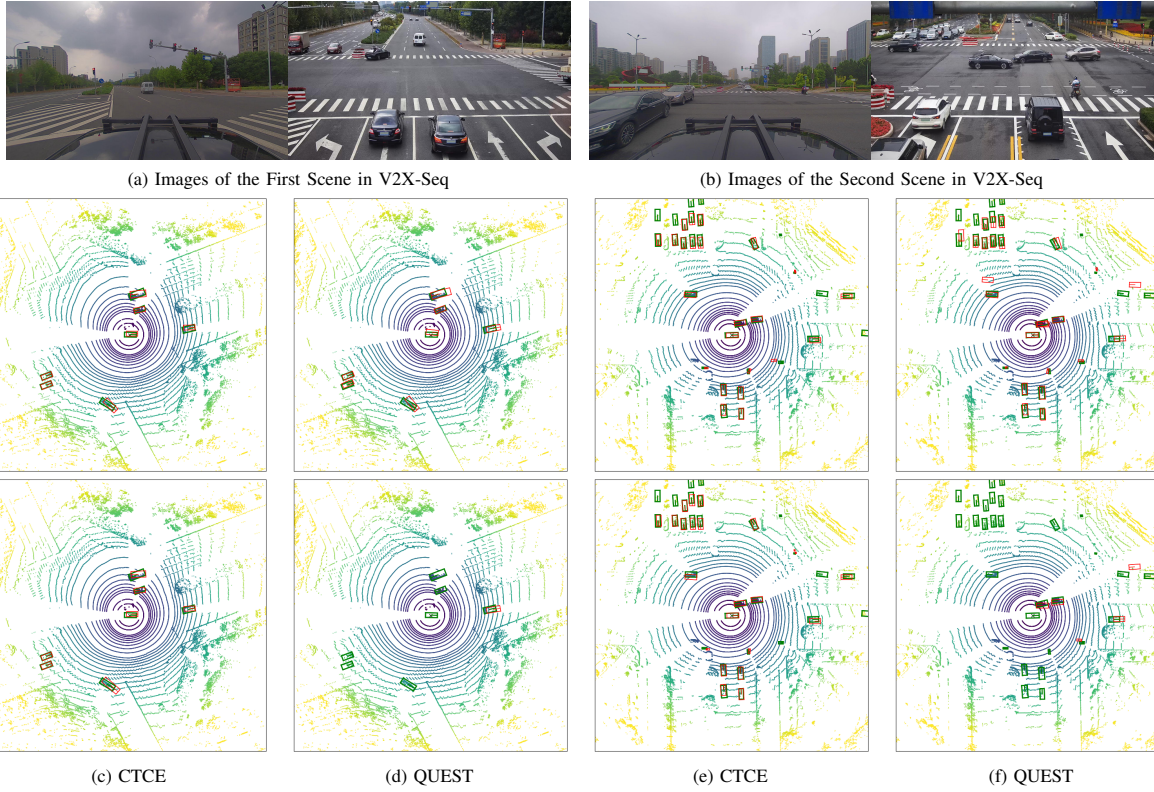 (a) Images of the First Scene in V2X-Seq
(b) Images of the Second Scene in V2X-Seq
(c) CTCE
(d) QUEST
(e) CTCE
(f) QUEST